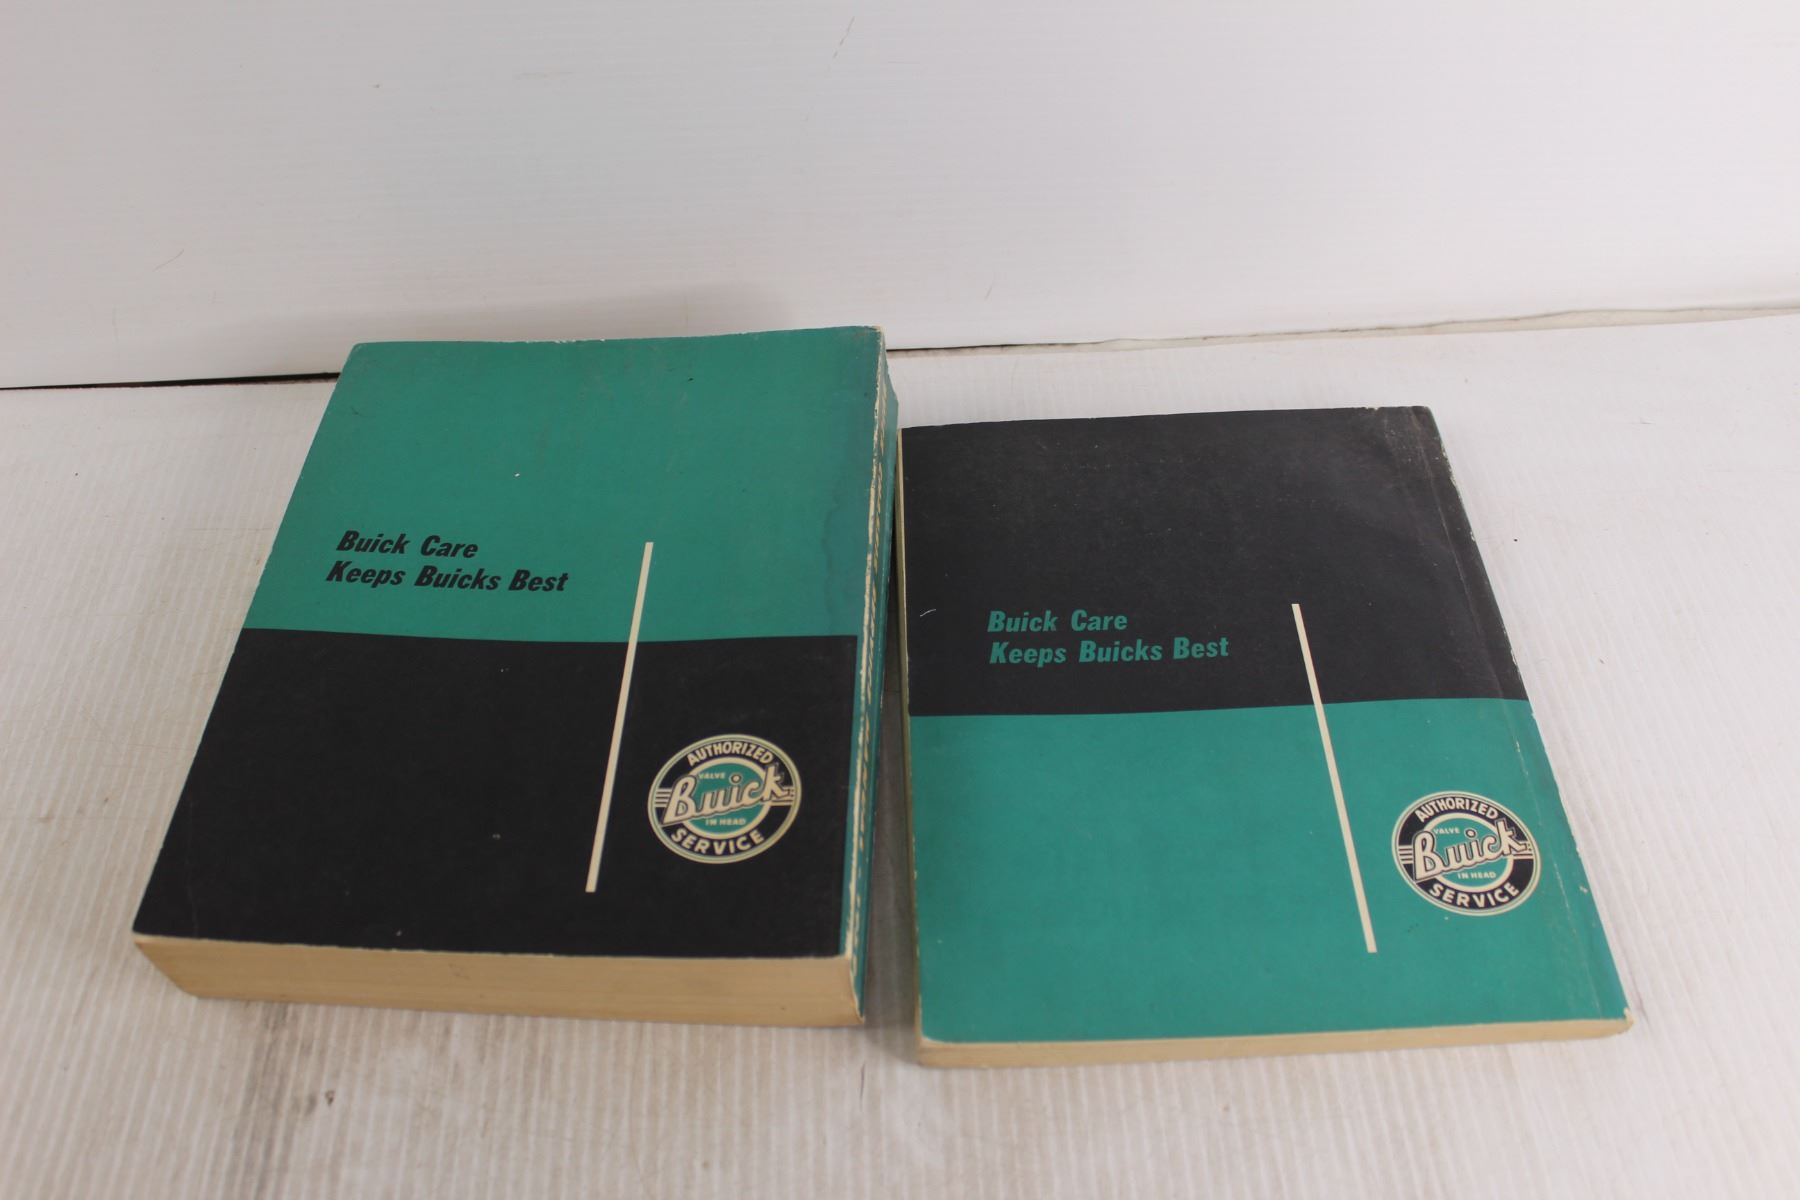 Buick Care
Keeps Buicks Best
AUTHORIZED
VALVE
Buick
IN HEAD
SERVICE
Buick Care
Keeps Buicks Best
AUTHORIZED
VALVE
Buick
IN HEAD
SERVICE